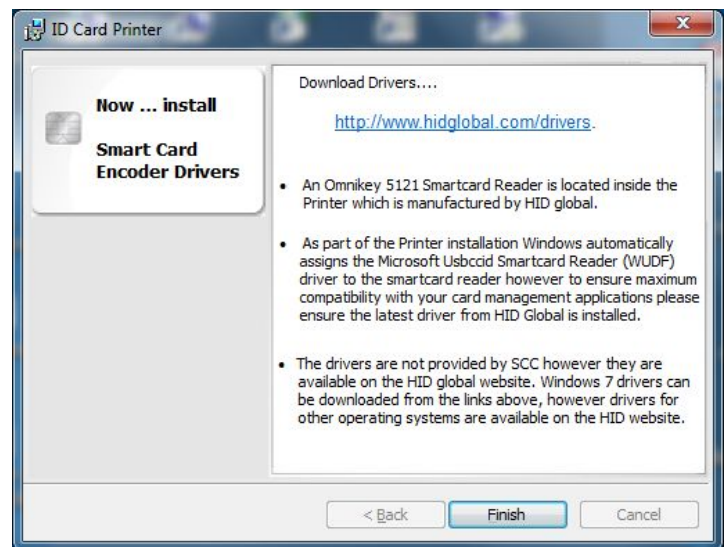 ID Card Printer
Now ... install
Smart Card
Encoder Drivers
Download Drivers....
http://www.hidglobal.com/drivers.
• An Omnikey 5121 Smartcard Reader is located inside the
Printer which is manufactured by HID global.
• As part of the Printer installation Windows automatically
assigns the Microsoft Usbccid Smartcard Reader (WUDF)
driver to the smartcard reader however to ensure maximum
compatibility with your card management applications please
ensure the latest driver from HID Global is installed.
• The drivers are not provided by SCC however they are
available on the HID global website. Windows 7 drivers can
be downloaded from the links above, however drivers for
other operating systems are available on the HID website.
< Back
Finish
Cancel